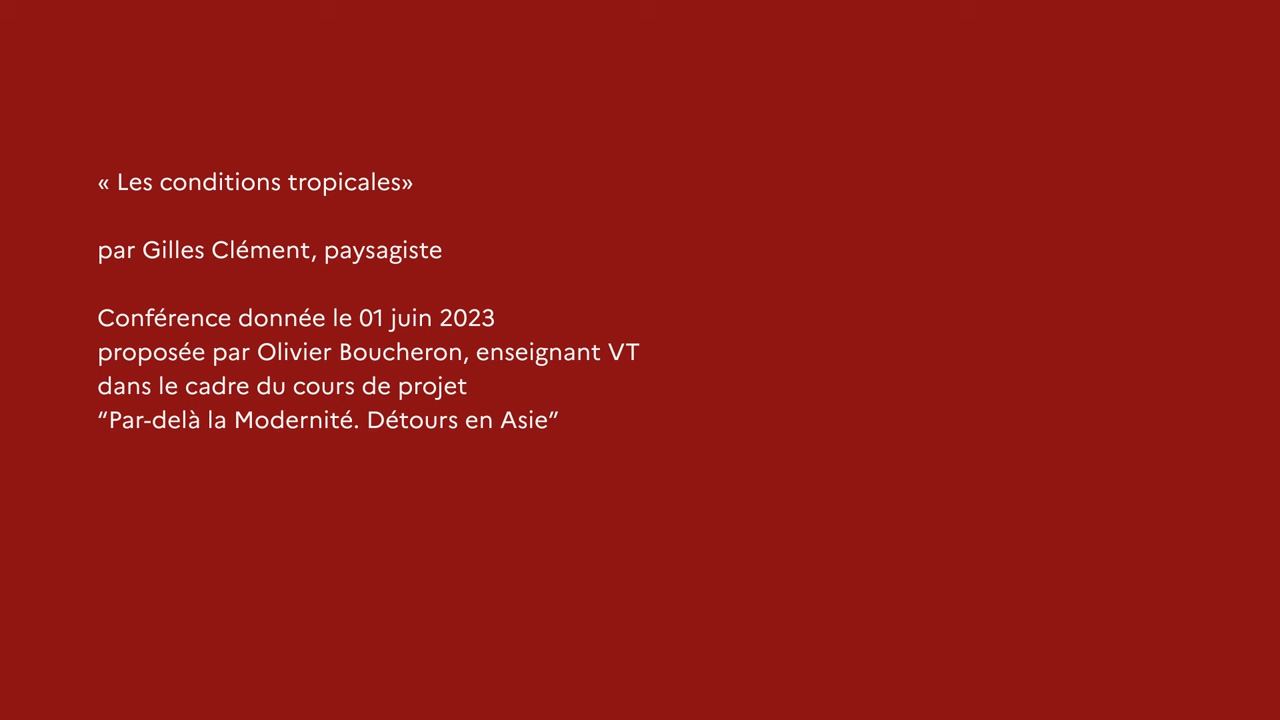 « Les conditions tropicales»
par Gilles Clément, paysagiste
Conférence donnée le 01 juin 2023
proposée par Olivier Boucheron, enseignant VT
dans le cadre du cours de projet
“Par-delà la Modernité. Détours en Asie”